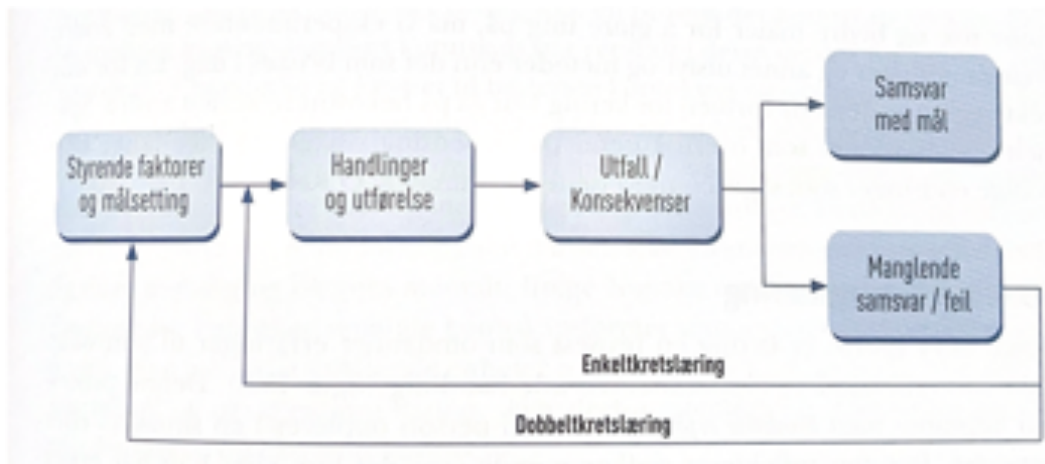 Samsvar
med mål
Styrende faktorer
og målsetting
Handlinger
og utførelse
Utfall /
Konsekvenser
Manglende
samsvar / feil
Enkeltkretslæring
Dobbeltkretslæring